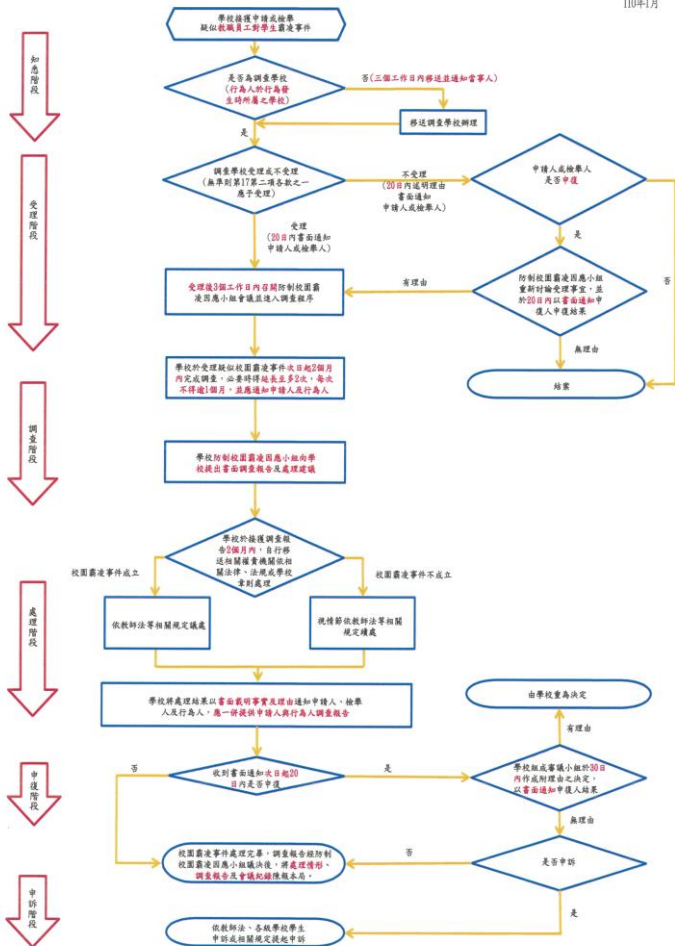 110年1月
學校接獲申請或檢舉
疑似教職員工對學生霸凌事件
知悉階段
是否為調查學校
(行為人於行為發
生時所屬之學校)
否(三個工作日內移送並通知當事人)
移送調查學校辦理
是
受理階段
調查學校受理或不受理
(無準則第17第二項各款之一
應予受理)
不受理
(20日內述明理由
書面通知
申請人或檢舉人)
申請人或檢舉人
是否申復
是
否
受理
(20日內書面通知
申請人或檢舉人)
受理後3個工作日內召開防制校園霸
凌因應小組會議並進入調查程序
有理由
防制校園霸凌因應小組
重新討論受理事宜,並
於20日內以書面通知申
復人申復結果
無理由
結案
學校於受理疑似校園霸凌事件次日起2個月
內完成調查,必要時得延長至多2次,每次
不得逾1個月,並應通知申請人及行為人
調查階段
學校防制校園霸凌因應小組向學
校提出書面調查報告及處理建議
學校於接獲調查報
告2個月內,自行移
送相關權責機關依相
關法律、法規或學校
章則處理
校園霸凌事件成立
校園霸凌事件不成立
處理階段
依教師法等相關規定議處
視情節依教師法等相關
規定續處
學校將處理結果以書面載明事實及理由通知申請人、檢舉
人及行為人,應一併提供申請人與行為人調查報告
由學校重為決定
有理由
申復階段
否
收到書面通知次日起20
日內是否申復
是
學校組成審議小組於30日
內作成附理由之決定,
以書面通知申復人結果
無理由
校園霸凌事件處理完畢,調查報告經防制
校園霸凌因應小組議決後,將處理情形、
調查報告及會議紀錄陳報本局。
否
是否申訴
是
申訴階段
依教師法、各級學校學生
申訴或相關規定提起申訴